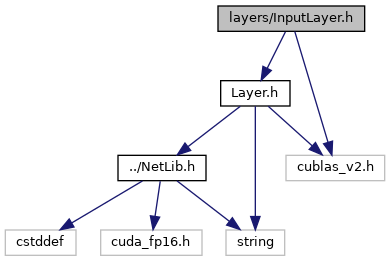 layers/InputLayer.h
Layer.h
../NetLib.h
cublas_v2.h
cstddef
cuda_fp16.h
string